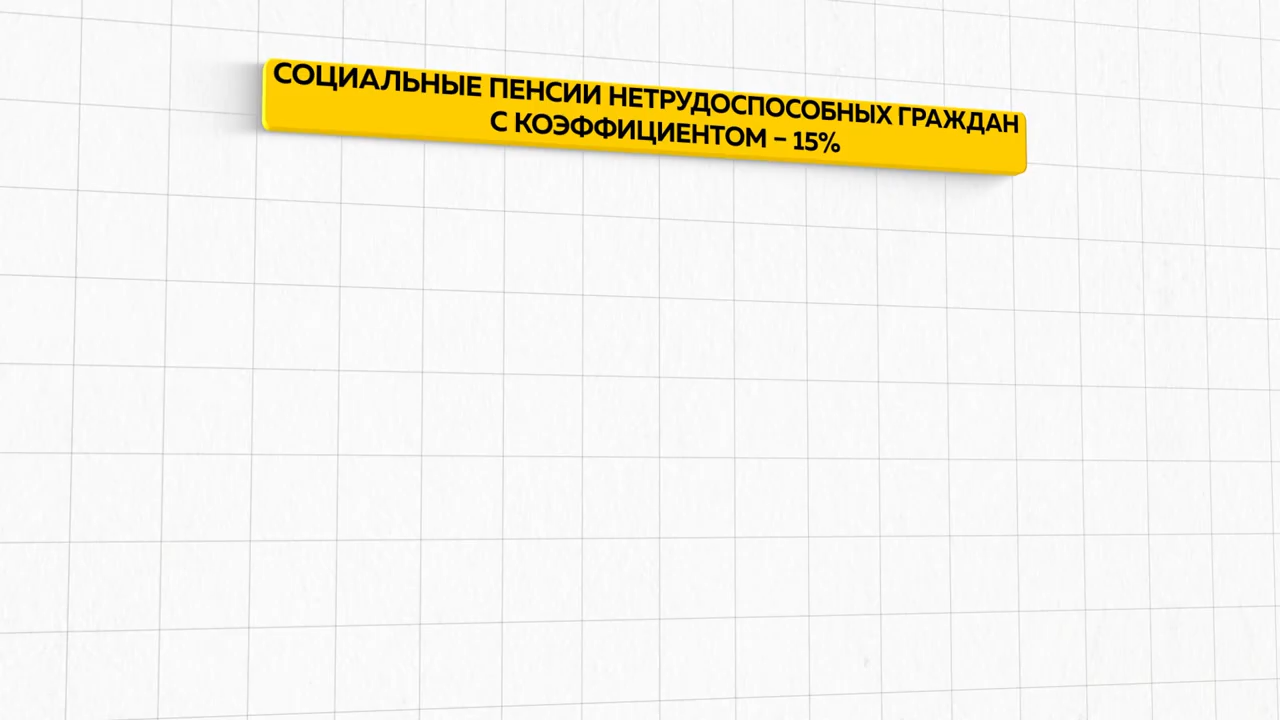 СОЦИАЛЬНЫЕ ПЕНСИИ НЕТРУДОСПОСОБНЫХ ГРАЖДАН
С КОЭФФИЦИЕНТОМ – 15%